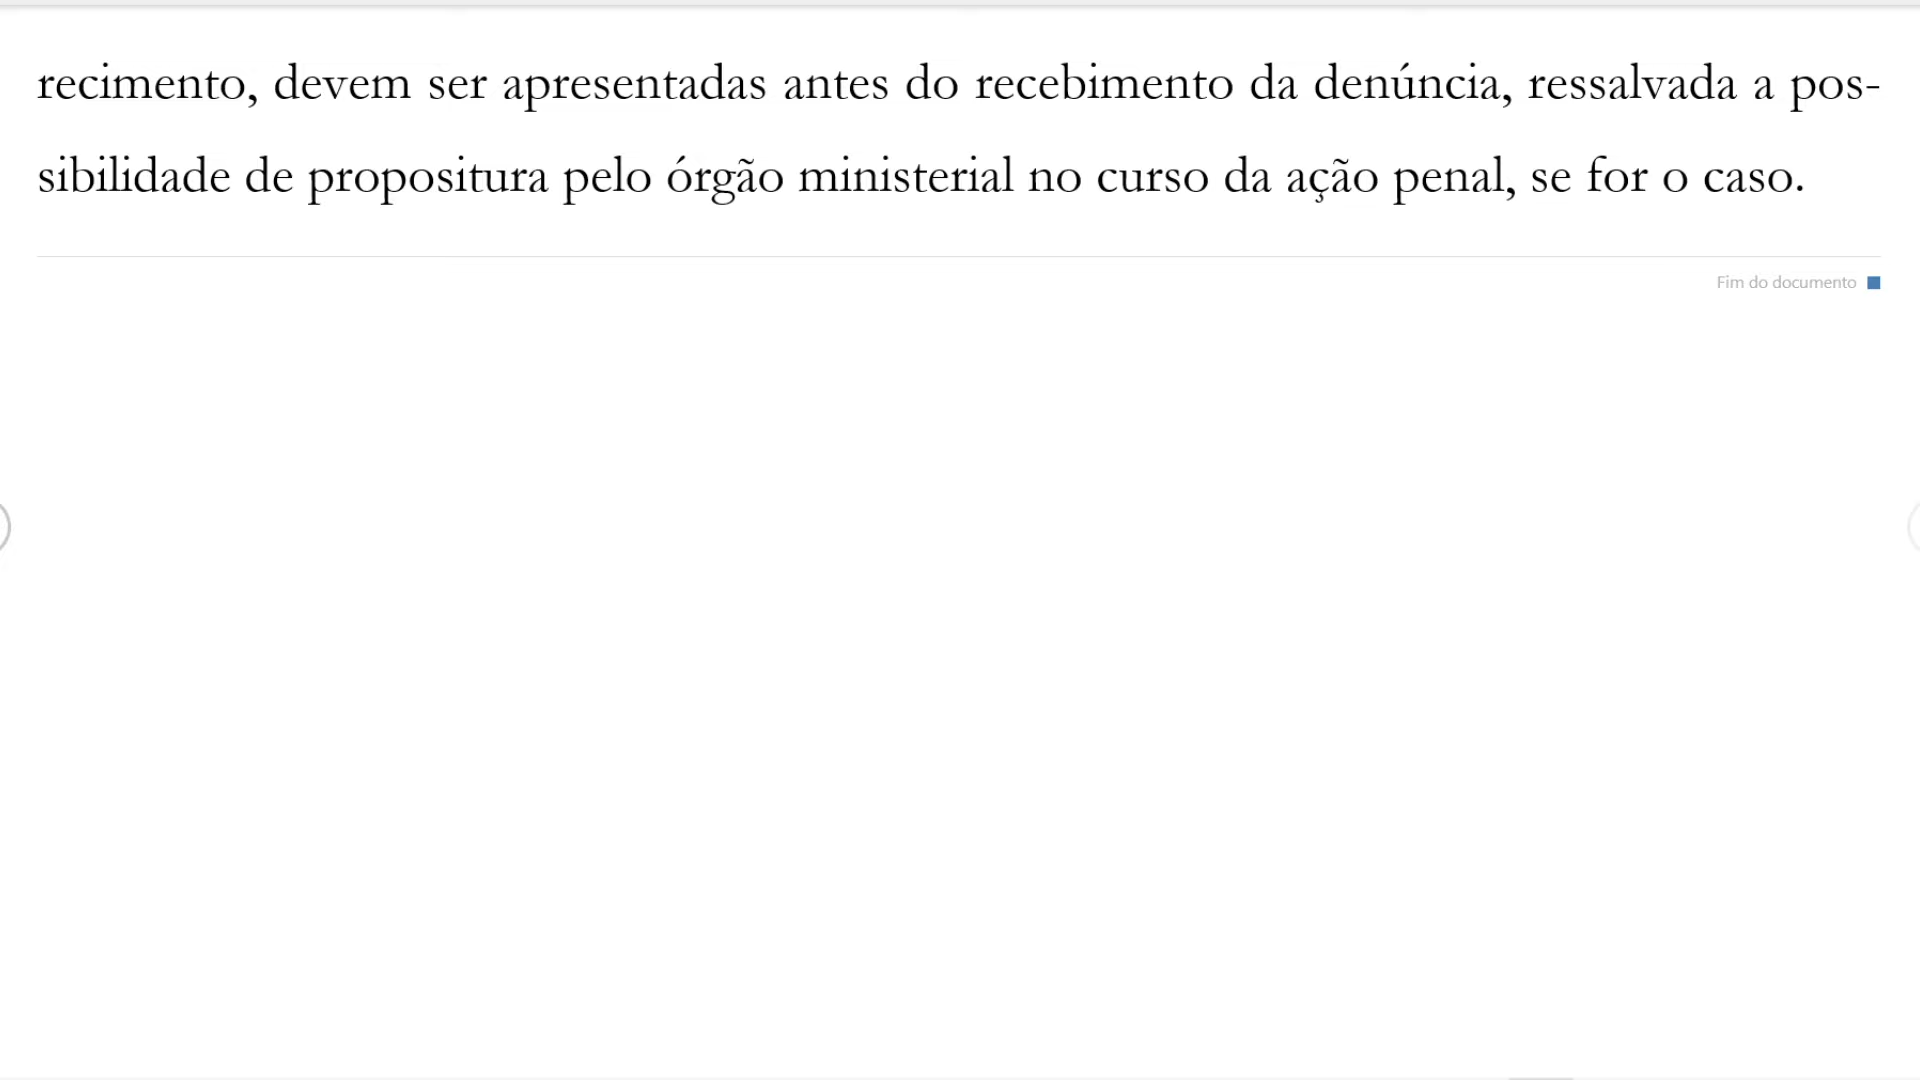 recimento, devem ser apresentadas antes do recebimento da denúncia, ressalvada a pos-
sibilidade de propositura pelo órgão ministerial no curso da ação penal, se for o caso.
Fim do documento